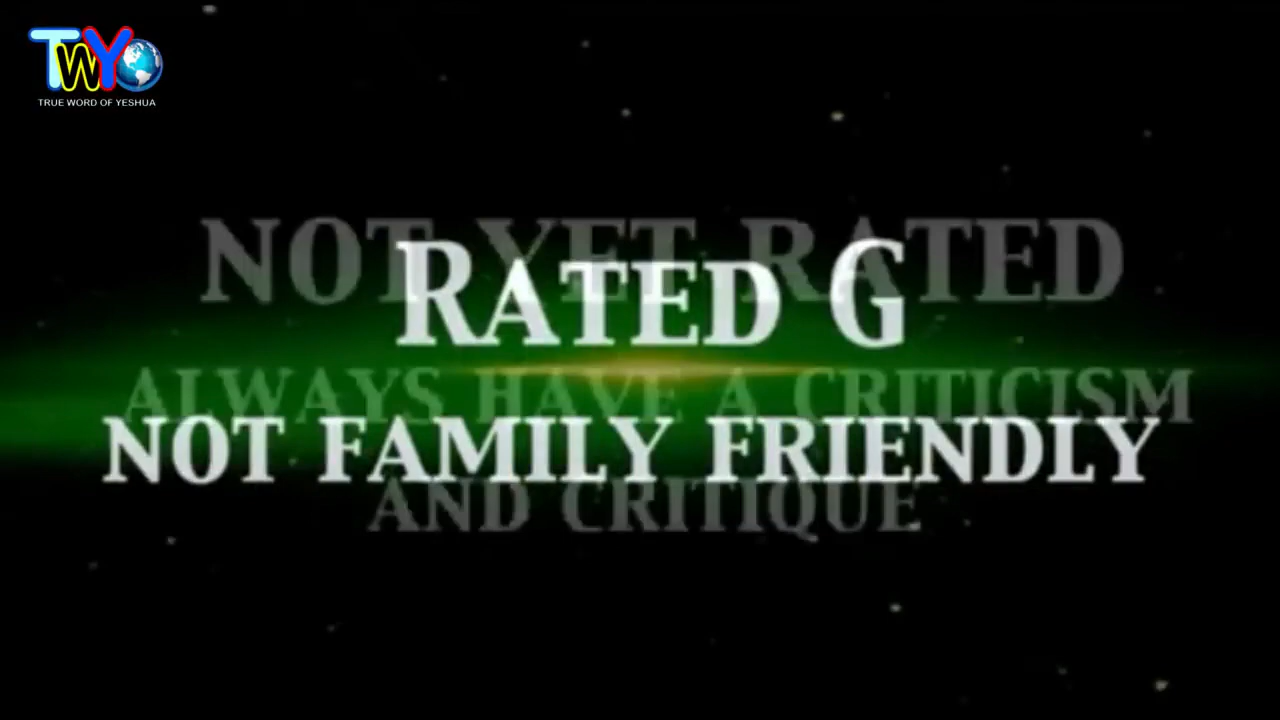 TWY
TRUE WORD OF YESHUA
NOT YET RATED
RATED G
ALWAYS HAVE A CRITICISM
NOT FAMILY FRIENDLY
AND CRITIQUE